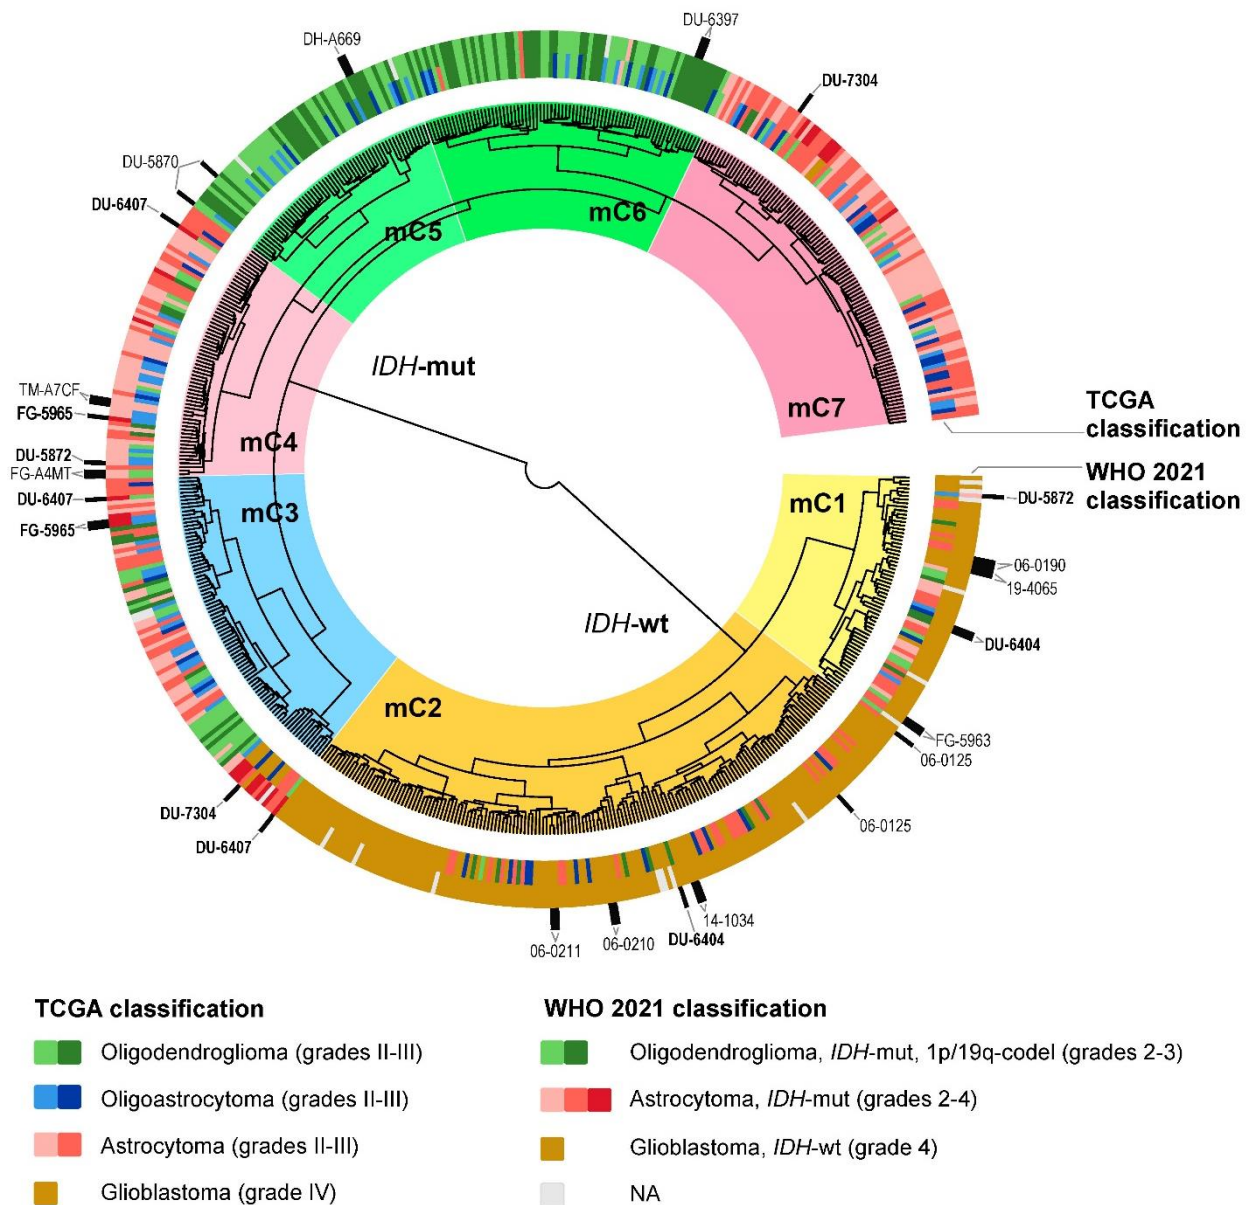 DU-6397
DH-A669
DU-7304
DU-5870
DU-6407
mC6
mC5
IDH-mut
mC7
TM-A7CF
FG-5965
TCGA
classification
mC4
DU-5872
FG-A4MT
WHO 2021
classification
DU-6407
mC3
mC1
DU-5872
FG-5965
06-0190
19-4065
IDH-wt
DU-6404
mC2
FG-5963
06-0125
DU-7304
06-0125
DU-6407
14-1034
DU-6404
06-0210
06-0211
TCGA classification
Oligodendroglioma (grades II-III)
Oligoastrocytoma (grades II-III)
Astrocytoma (grades II-III)
Glioblastoma (grade IV)
WHO 2021 classification
Oligodendroglioma, IDH-mut, 1p/19q-codel (grades 2-3)
Astrocytoma, IDH-mut (grades 2-4)
Glioblastoma, IDH-wt (grade 4)
NA